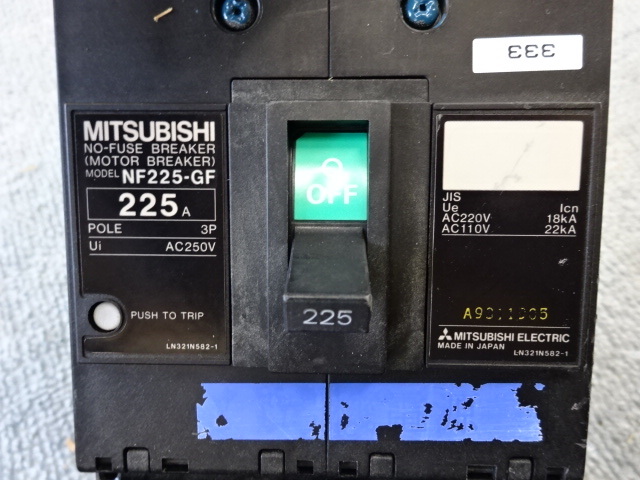 333
MITSUBISHI
NO-FUSE BREAKER
(MOTOR BREAKER)
MODEL NF225-GF
225 A
POLE 3P
Ui AC250V
PUSH TO TRIP
LN321N582-1
OFF
225
JIS
Ue Icn
AC220V 18kA
AC110V 22kA
MITSUBISHI ELECTRIC
MADE IN JAPAN LN321N582-1